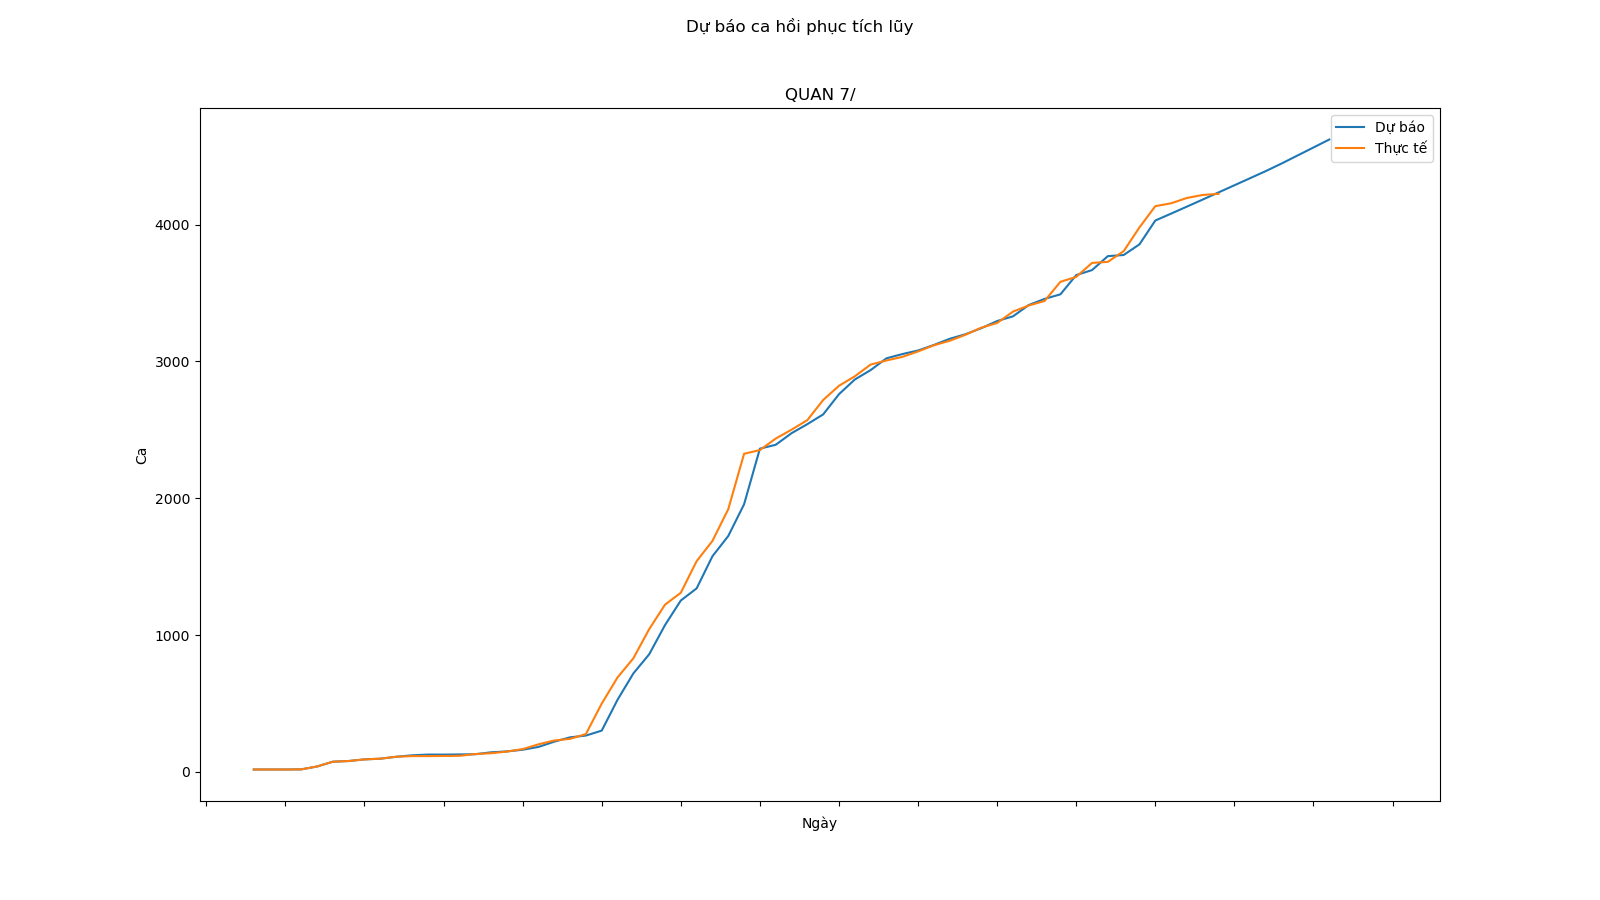 Dự báo ca hồi phục tích lũy
QUAN 7/
Dự báo
Thực tế
4000
3000
2000
1000
0
Ca
Ngày